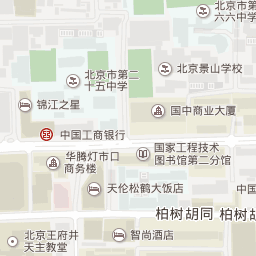 北京市第
六六中学
北京市第二
十五中学
北京景山学校
锦江之星
国中商业大厦
中国工商银行
国家工程技术
图书馆第二分馆
华腾灯市口
商务楼
天伦松鹤大饭店
柏树胡同
柏树
北京王府井
天主教堂
智尚酒店